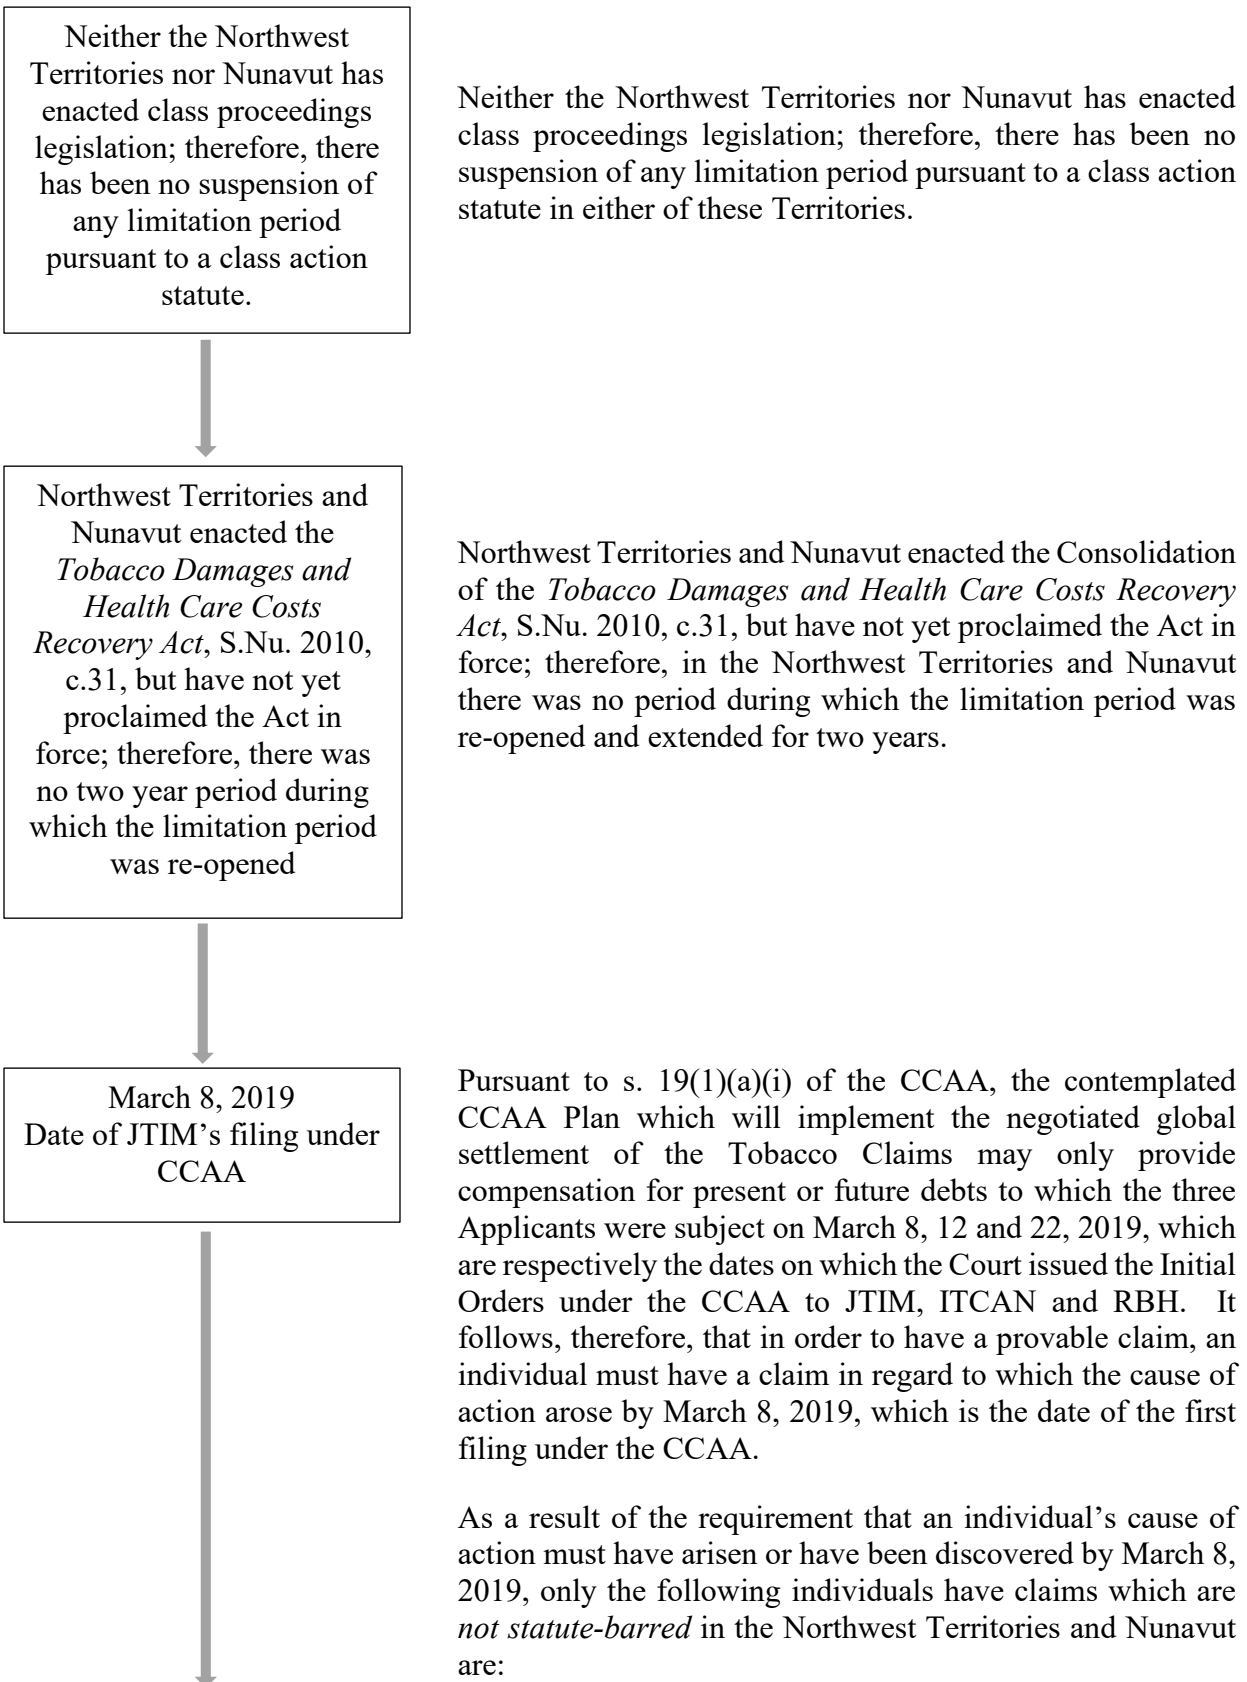 Neither the Northwest
Territories nor Nunavut has
enacted class proceedings
legislation; therefore, there
has been no suspension of
any limitation period
pursuant to a class action
statute.
Neither the Northwest Territories nor Nunavut has enacted
class proceedings legislation; therefore, there has been no
suspension of any limitation period pursuant to a class action
statute in either of these Territories.
Northwest Territories and
Nunavut enacted the
Tobacco Damages and
Health Care Costs
Recovery Act, S.Nu. 2010,
c.31, but have not yet
proclaimed the Act in
force; therefore, there was
no two year period during
which the limitation period
was re-opened
Northwest Territories and Nunavut enacted the Consolidation
of the Tobacco Damages and Health Care Costs Recovery
Act, S.Nu. 2010, c.31, but have not yet proclaimed the Act in
force; therefore, in the Northwest Territories and Nunavut
there was no period during which the limitation period was
re-opened and extended for two years.
March 8, 2019
Date of JTIM's filing under
CCAA
Pursuant to s. 19(1)(a)(i) of the CCAA, the contemplated
CCAA Plan which will implement the negotiated global
settlement of the Tobacco Claims may only provide
compensation for present or future debts to which the three
Applicants were subject on March 8, 12 and 22, 2019, which
are respectively the dates on which the Court issued the Initial
Orders under the CCAA to JTIM, ITCAN and RBH. It
follows, therefore, that in order to have a provable claim, an
individual must have a claim in regard to which the cause of
action arose by March 8, 2019, which is the date of the first
filing under the CCAA.
As a result of the requirement that an individual's cause of
action must have arisen or have been discovered by March 8,
2019, only the following individuals have claims which are
not statute-barred in the Northwest Territories and Nunavut
are: